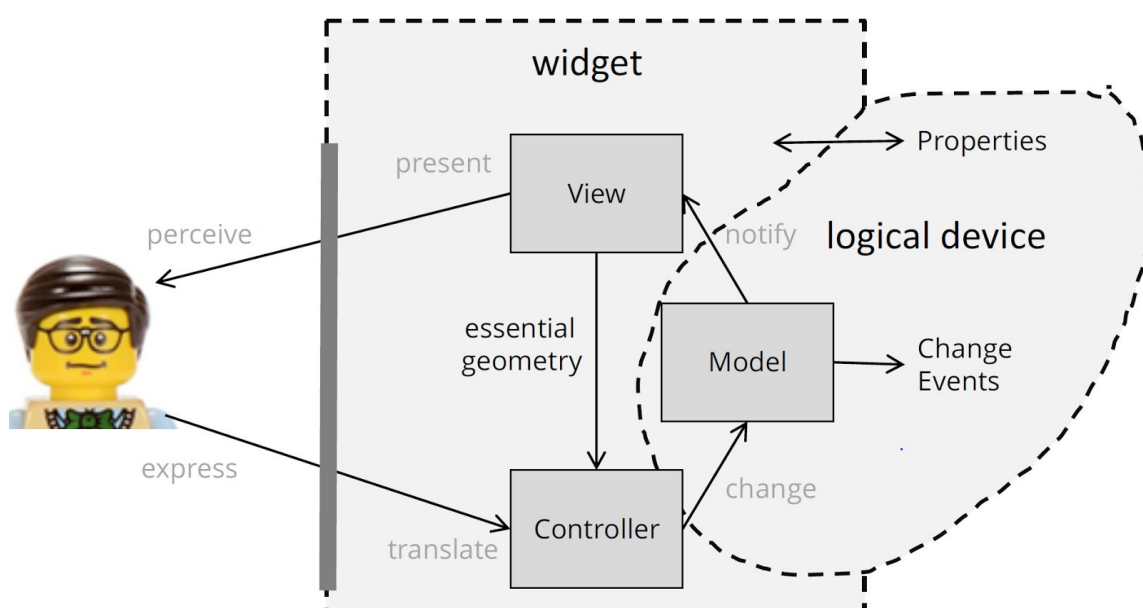 widget
present
Properties
View
perceive
notify
logical device
essential
geometry
Model
Change
Events
express
change
translate
Controller